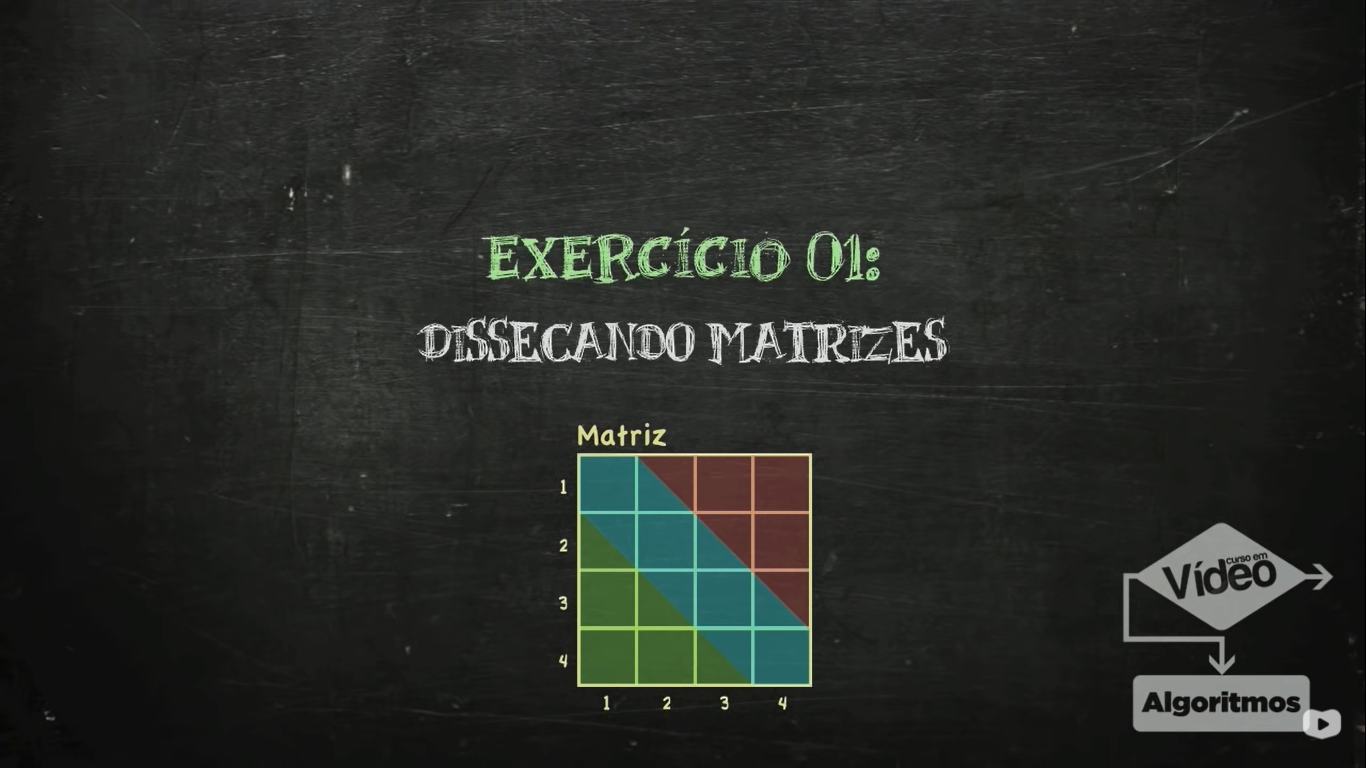 EXERCÍCIO 01:
DISSECANDO MATRIZES
Matriz
1
2
3
4
1 2 3 4
curso em
Vídeo
Algoritmos